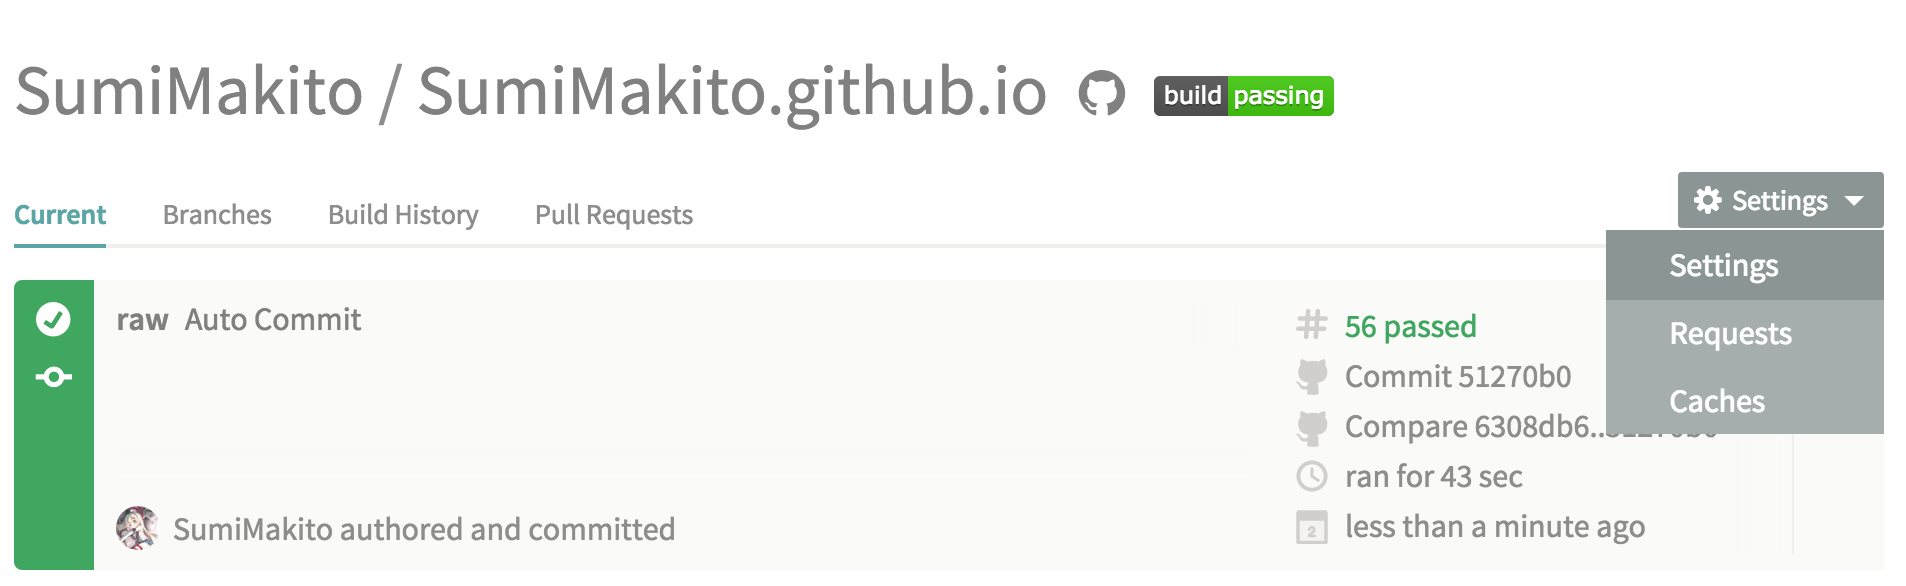 SumiMakito / SumiMakito.github.io build passing
Current Branches Build History Pull Requests
Settings
Settings
Requests
Caches
raw Auto Commit
56 passed
Commit 51270b0
Compare 6308db6..
ran for 43 sec
2 less than a minute ago
SumiMakito authored and committed